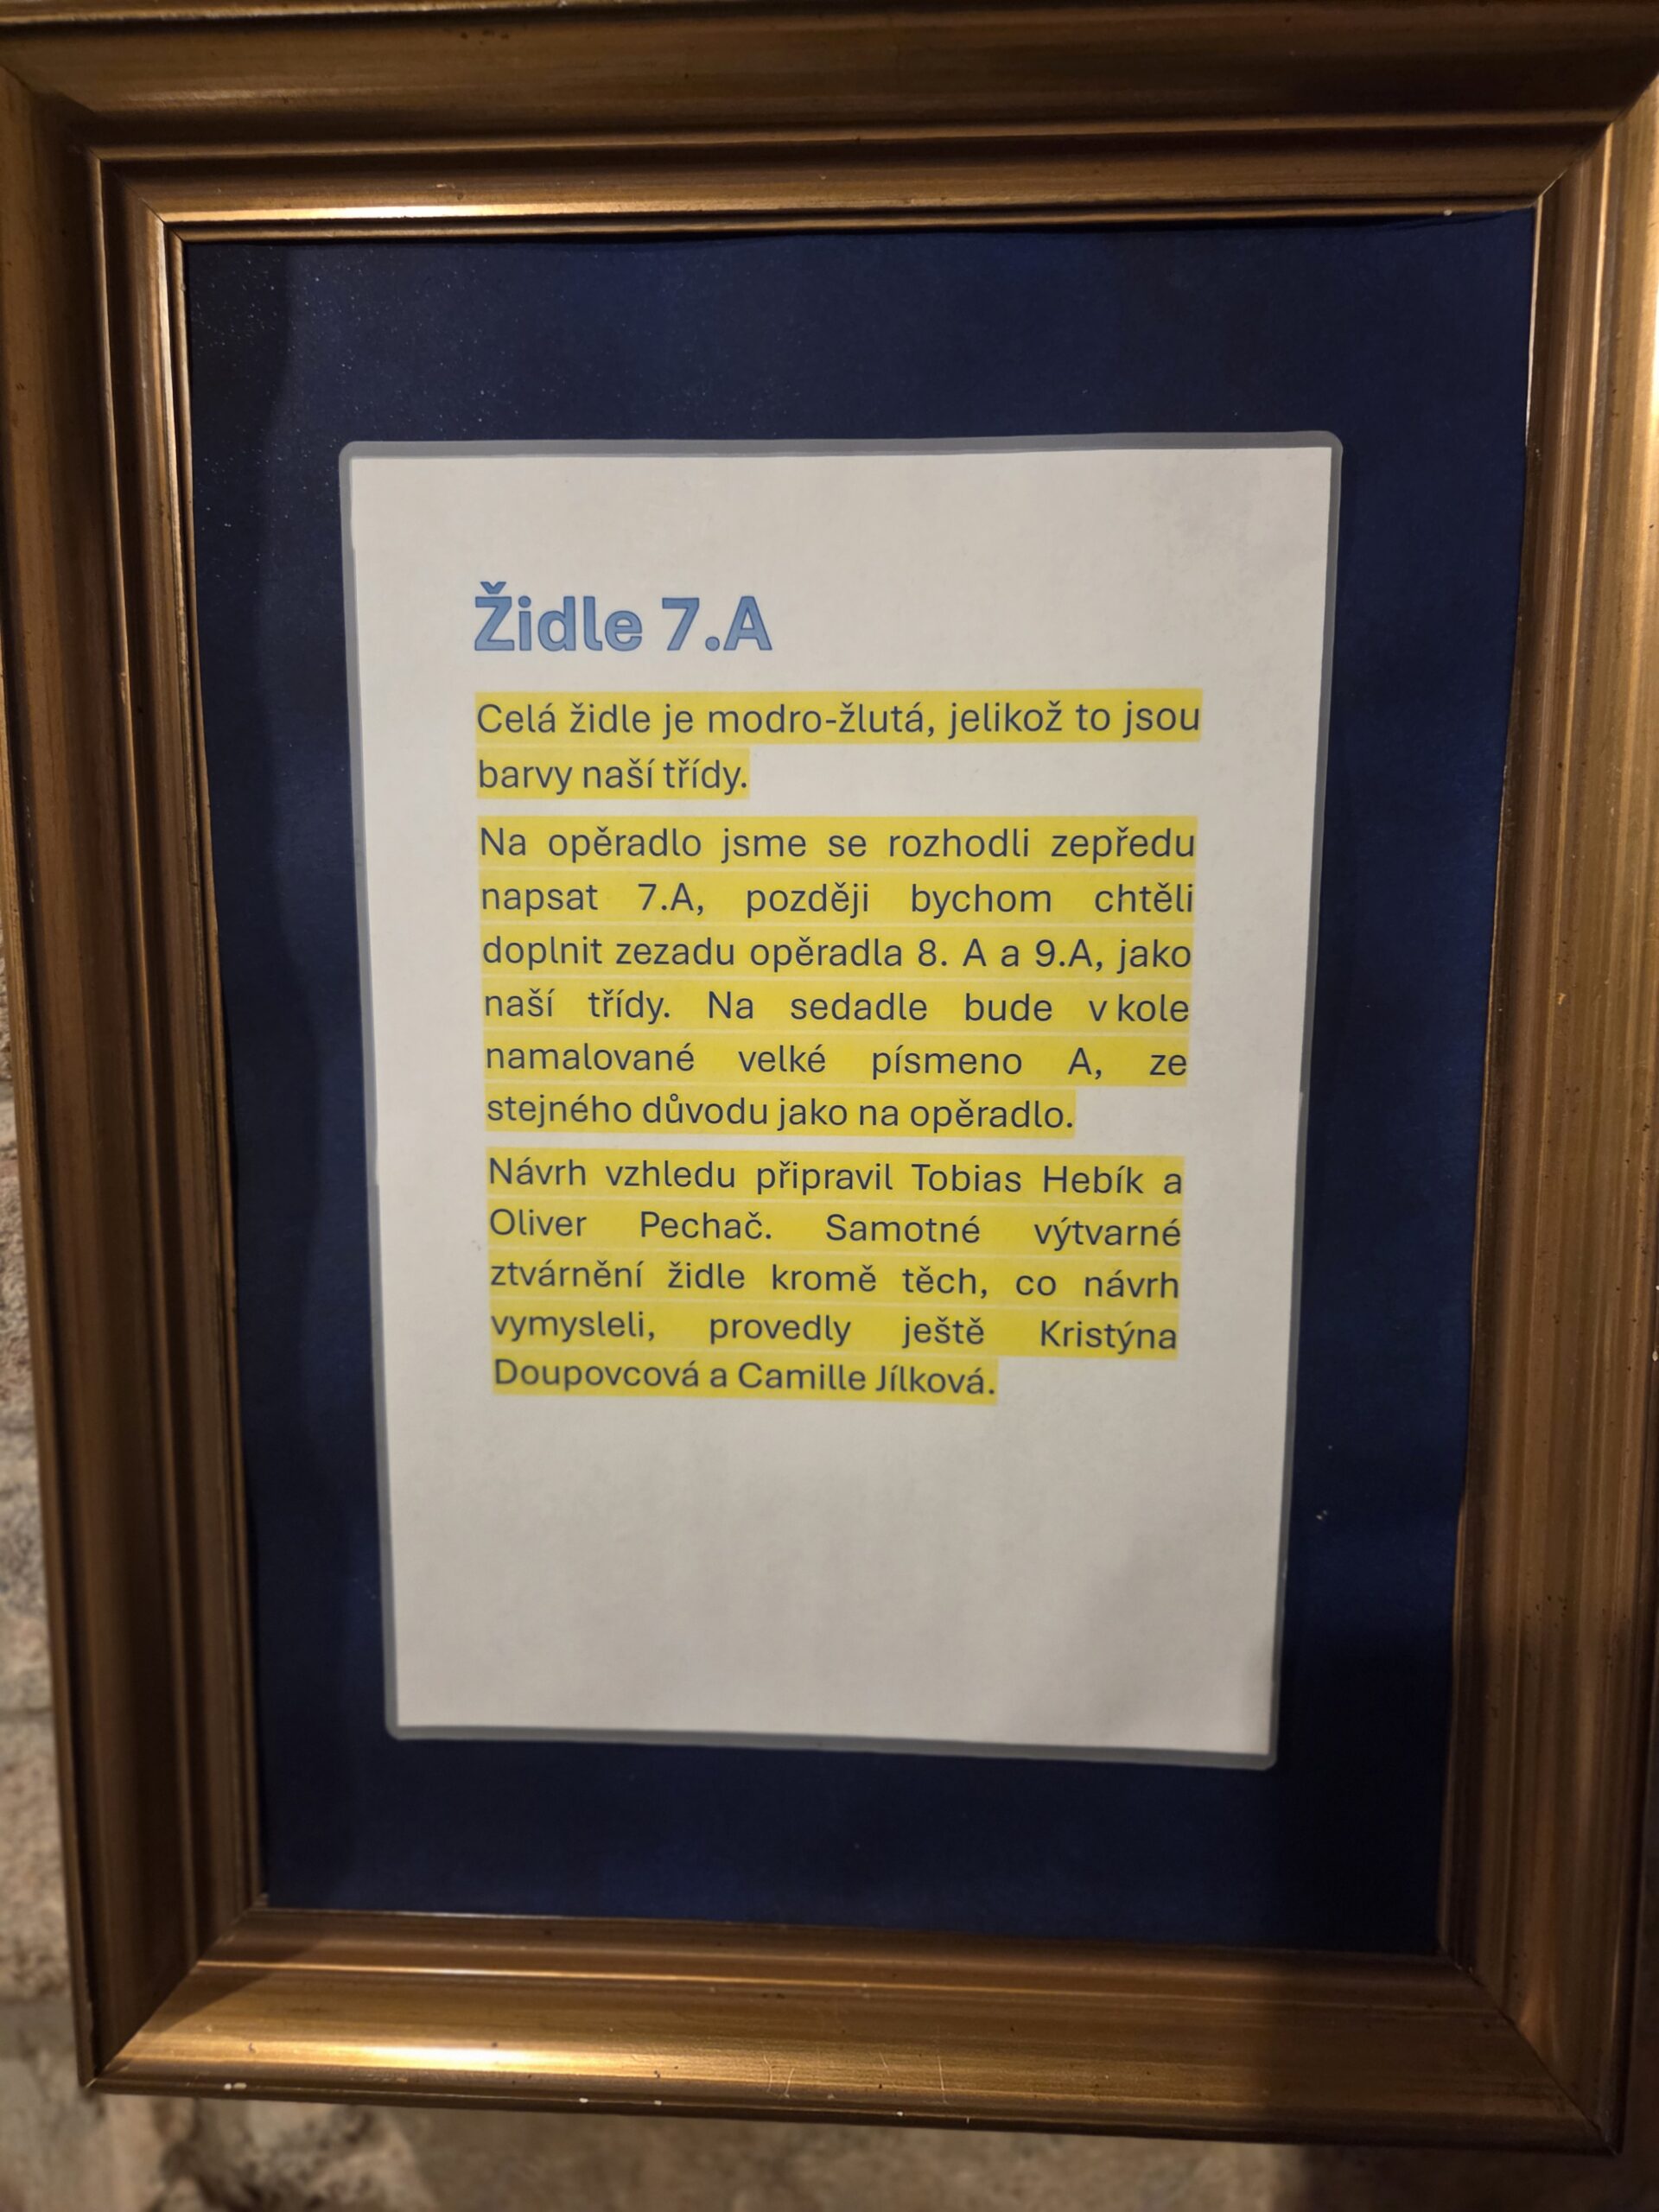 Židle 7.A
Celá židle je modro-žlutá, jelikož to jsou
barvy naší třídy.
Na opěradlo jsme se rozhodli zepředu
napsat 7.A, později bychom chtěli
doplnit zezadu opěradla 8. A a 9.A, jako
naší třídy. Na sedadle bude v kole
namalované velké písmeno A, ze
stejného důvodu jako na opěradlo.
Návrh vzhledu připravil Tobias Hebík a
Oliver Pechač. Samotné výtvarné
ztvárnění židle kromě těch, co návrh
vymysleli, provedly ještě Kristýna
Doupovcová a Camille Jílková.